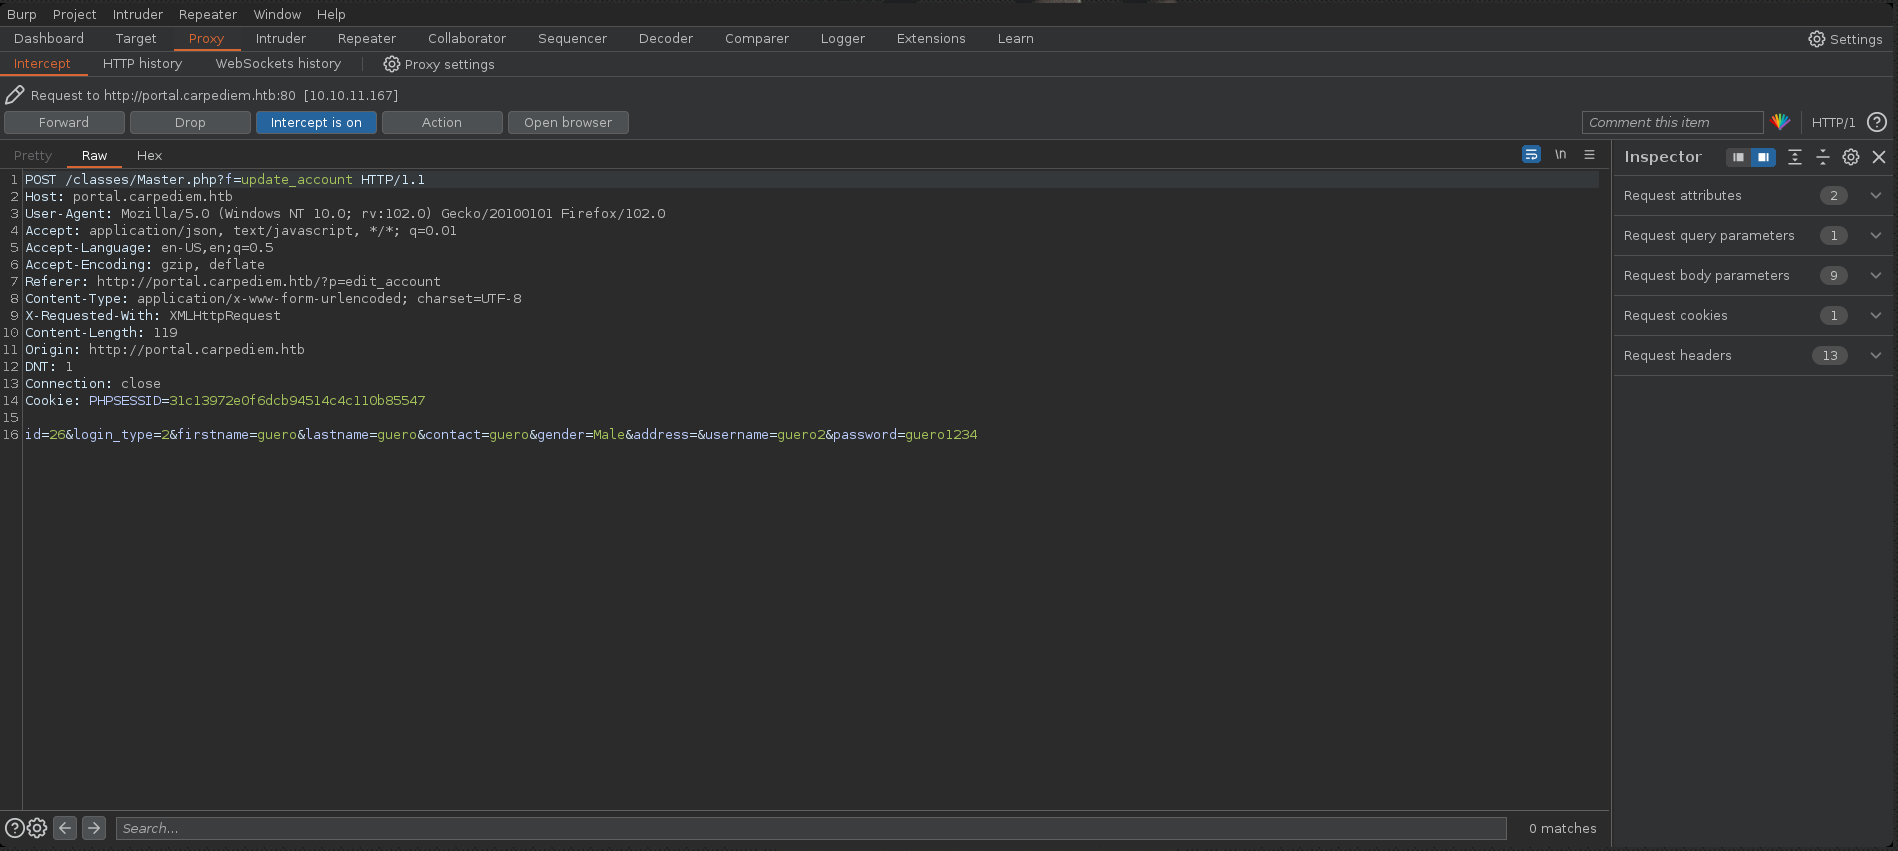 Burp Project Intruder Repeater Window Help
Dashboard Target Proxy Intruder Repeater Collaborator Sequencer Decoder Comparer Logger Extensions Learn Settings
Intercept HTTP history WebSockets history Proxy settings
Request to http://portal.carpediem.htb:80 [10.10.11.167]
Forward Drop Intercept is on Action Open browser Comment this item HTTP/1 ?
Pretty Raw Hex \n Inspector
1 POST /classes/Master.php?f=update_account HTTP/1.1
2 Host: portal.carpediem.htb
3 User-Agent: Mozilla/5.0 (Windows NT 10.0; rv:102.0) Gecko/20100101 Firefox/102.0
4 Accept: application/json, text/javascript, */*; q=0.01
5 Accept-Language: en-US,en;q=0.5
6 Accept-Encoding: gzip, deflate
7 Referer: http://portal.carpediem.htb/?p=edit_account
8 Content-Type: application/x-www-form-urlencoded; charset=UTF-8
9 X-Requested-With: XMLHttpRequest
10 Content-Length: 119
11 Origin: http://portal.carpediem.htb
12 DNT: 1
13 Connection: close
14 Cookie: PHPSESSID=31c13972e0f6dcb94514c4c110b85547
15
16 id=26&login_type=2&firstname=guero&lastname=guero&contact=guero&gender=Male&address=&username=guero2&password=guero1234
Request attributes 2
Request query parameters 1
Request body parameters 9
Request cookies 1
Request headers 13
? Search... 0 matches